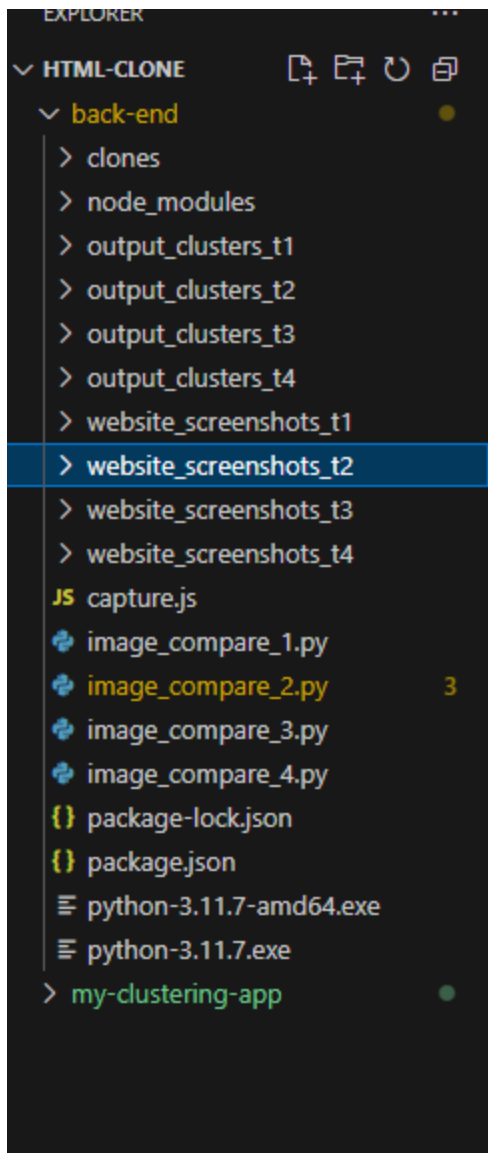 EXPLORER
HTML-CLONE
back-end
clones
node_modules
output_clusters_t1
output_clusters_t2
output_clusters_t3
output_clusters_t4
website_screenshots_t1
website_screenshots_t2
website_screenshots_t3
website_screenshots_t4
JS capture.js
image_compare_1.py
image_compare_2.py 3
image_compare_3.py
image_compare_4.py
{} package-lock.json
{} package.json
python-3.11.7-amd64.exe
python-3.11.7.exe
my-clustering-app